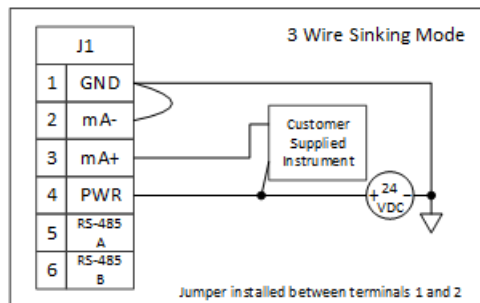 3 Wire Sinking Mode
J1
1 GND
2 mA-
3 mA+
4 PWR
5 RS-485
A
6 RS-485
B
Customer
Supplied
Instrument
+ 24 -
VDC
Jumper installed between terminals 1 and 2